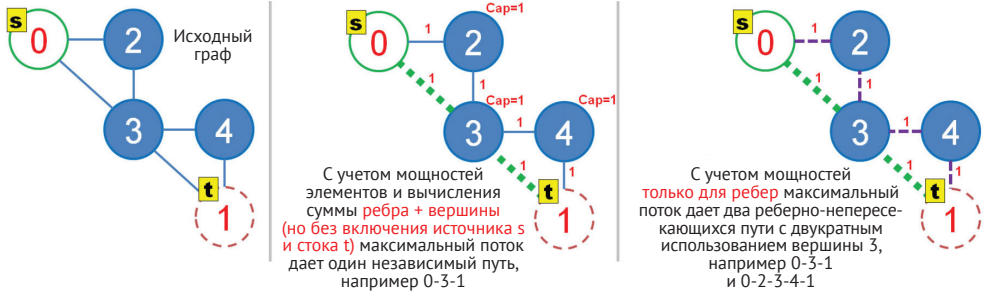 s
0
2
Исходный
граф
3
4
t
1
Cap=1
s
0
1
2
1
1
Cap=1
Cap=1
3
1
4
1
1
t
1
С учетом мощностей
элементов и вычисления
суммы ребра + вершины
(но без включения источника s
и стока t) максимальный поток
дает один независимый путь,
например 0-3-1
s
0
1
2
1
1
3
1
4
1
1
t
1
С учетом мощностей
только для ребер максимальный
поток дает два реберно-непересе-
кающихся пути с двукратным
использованием вершины 3,
например 0-3-1
и 0-2-3-4-1